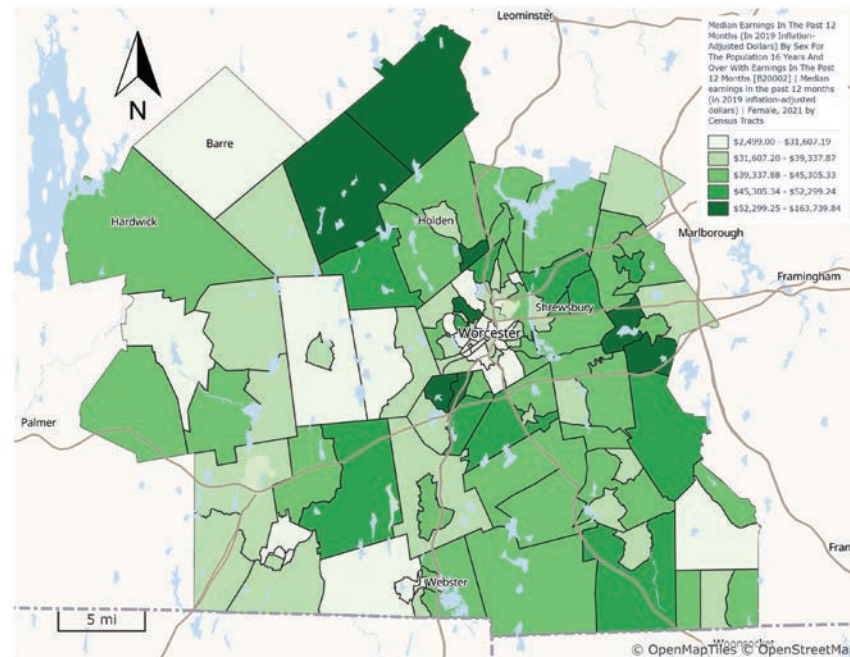 Leominster
Median Earnings In The Past 12
Months (In 2019 Inflation-
Adjusted Dollars) By Sex For
The Population 16 Years And
Over With Earnings In The Past
12 Months [B20002] | Median
earnings in the past 12 months
(in 2019 inflation-adjusted
dollars) | Female, 2021 by
Census Tracts
$2,499.00 - $31,607.19
$31,607.20 - $39,337.87
$39,337.88 - $45,305.33
$45,305.34 - $52,299.24
$52,299.25 - $163,739.84
N
Barre
Hardwick
Holden
Marlborough
Framingham
Shrewsbury
Worcester
Palmer
Fran
Webster
5 mi
Woonsocket
© OpenMapTiles © OpenStreetMa